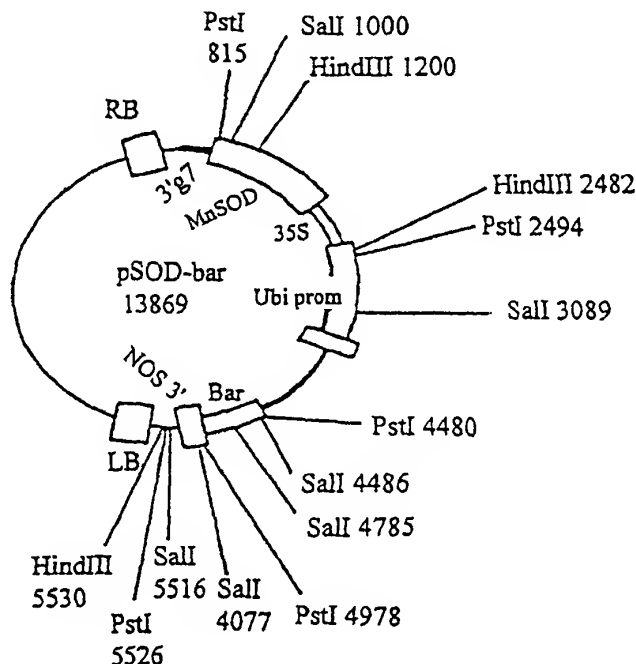 PstI
815
SalI 1000
HindIII 1200
RB
3'g7
MnSOD
35S
HindIII 2482
PstI 2494
pSOD-bar
13869
Ubi prom
SalI 3089
NOS 3'
Bar
PstI 4480
LB
SalI 4486
SalI 4785
HindIII
5530
PstI
5526
SalI
5516
SalI
4077
PstI 4978